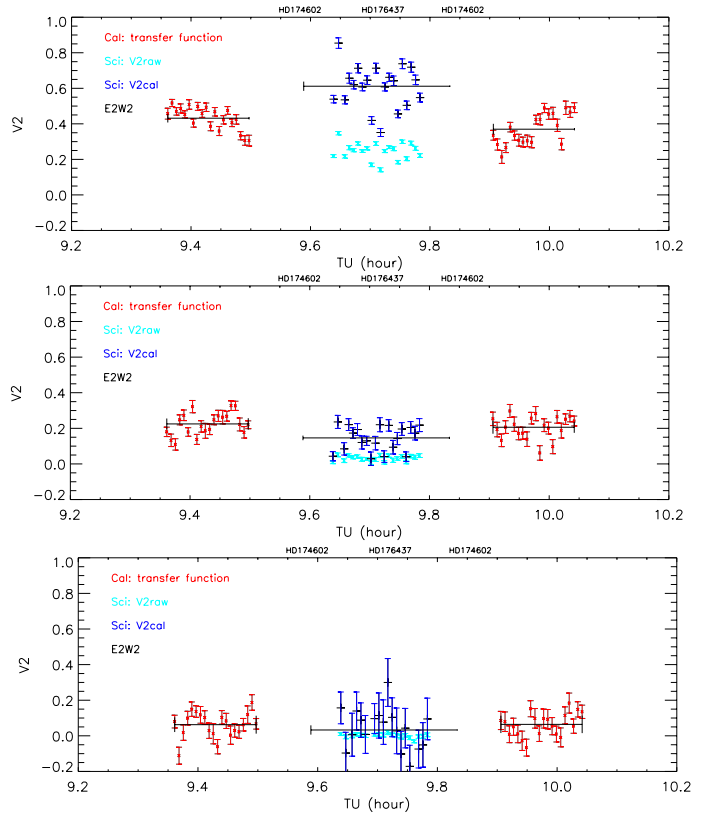 HD174602 HD176437 HD174602
1.0
Cal: transfer function
0.8
Sci: V2raw
0.6
Sci: V2cal
E2W2
V2
0.4
0.2
0.0
-0.2
9.2 9.4 9.6 9.8 10.0 10.2
TU (hour)
HD174602 HD176437 HD174602
1.0
Cal: transfer function
0.8
Sci: V2raw
Sci: V2cal
0.6
E2W2
V2
0.4
0.2
0.0
-0.2
9.2 9.4 9.6 9.8 10.0 10.2
TU (hour)
HD174602 HD176437 HD174602
1.0
Cal: transfer function
0.8
Sci: V2raw
Sci: V2cal
0.6
E2W2
V2
0.4
0.2
0.0
-0.2
9.2 9.4 9.6 9.8 10.0 10.2
TU (hour)